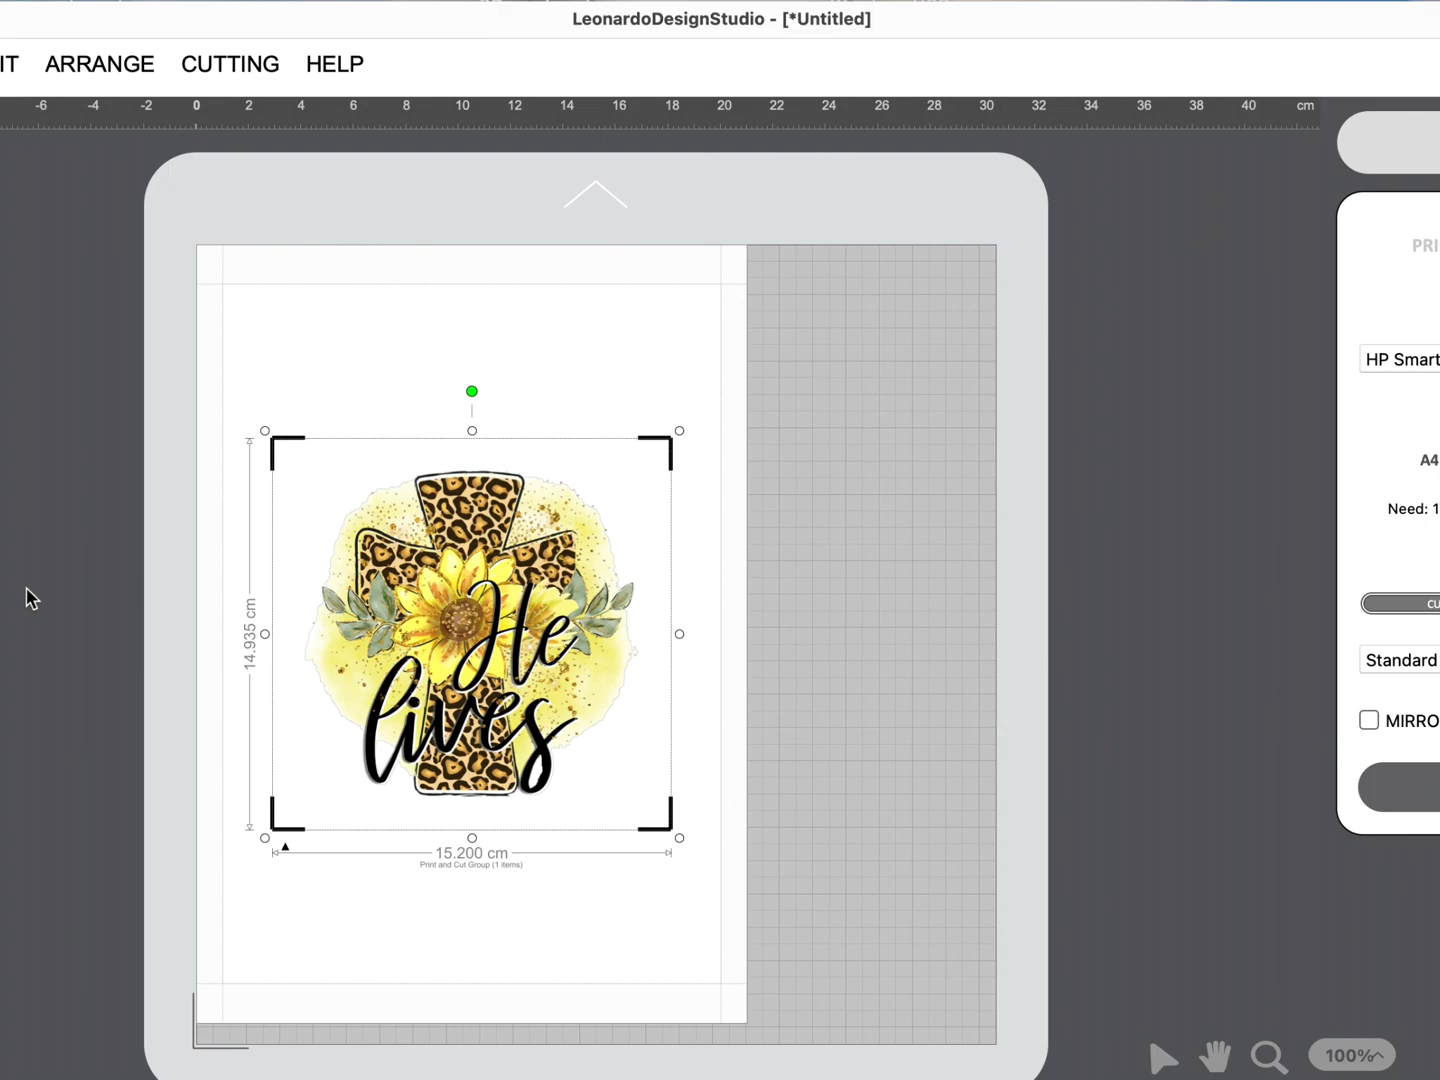 LeonardoDesignStudio - [*Untitled]
IT ARRANGE CUTTING HELP
-6 -4 -2 0 2 4 6 8 10 12 14 16 18 20 22 24 26 28 30 32 34 36 38 40 cm
PRI
HP Smart
A4
Need: 1
CU
Standard
MIRRO
14.935 cm
He
lives
15.200 cm
Print and Cut Group (1 items)
100%